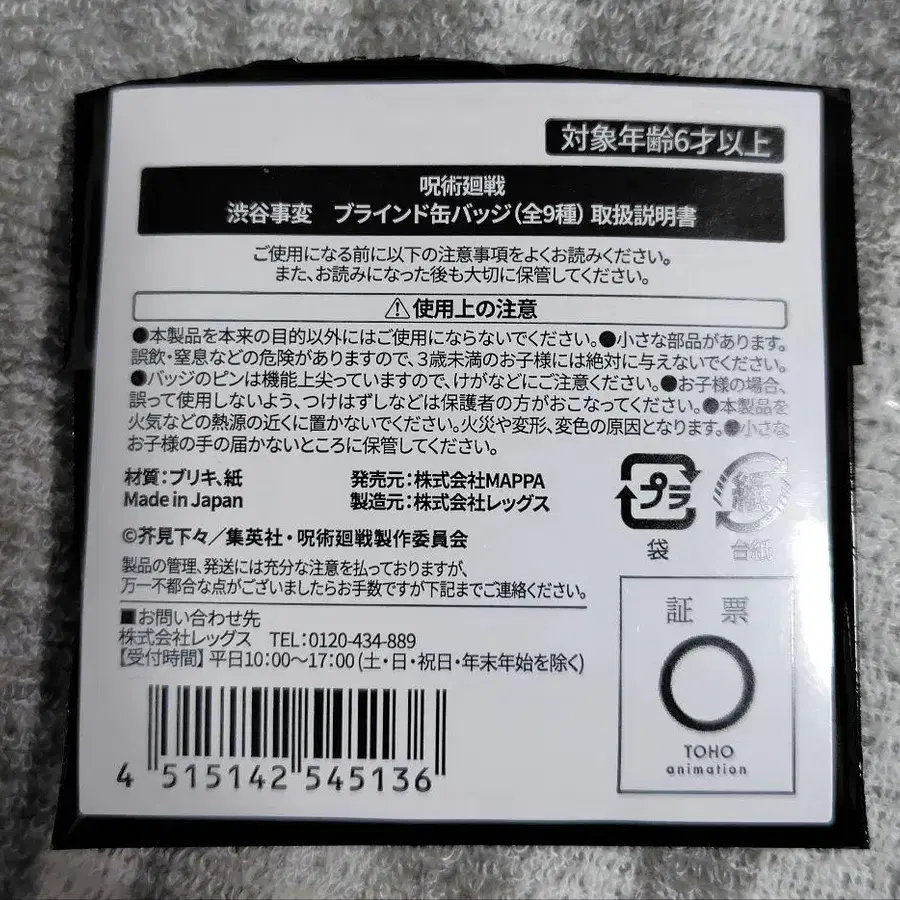 対象年齢6才以上
呪術廻戦
渋谷事変　ブラインド缶バッジ(全9種) 取扱説明書
ご使用になる前に以下の注意事項をよくお読みください。
また、お読みになった後も大切に保管してください。
⚠使用上の注意
●本製品を本来の目的以外にはご使用にならないでください。●小さな部品があります。
誤飲・窒息などの危険がありますので、3歳未満のお子様には絶対に与えないでください。
●バッジのピンは機能上尖っていますので、けがなどにご注意ください。●お子様の場合、
誤って使用しないよう、つけはずしなどは保護者の方がおこなってください。●本製品を
火気などの熱源の近くに置かないでください。火災や変形、変色の原因となります。●小さな
お子様の手の届かないところに保管してください。
材質：ブリキ、紙
発売元：株式会社MAPPA
Made in Japan
製造元：株式会社レッグス
©芥見下々／集英社・呪術廻戦製作委員会
製品の管理、発送には充分な注意を払っておりますが、
万一不都合な点がございましたらお手数ですが下記までご連絡ください。
■お問い合わせ先
株式会社レッグス　TEL：0120-434-889
【受付時間】平日10：00～17：00(土・日・祝日・年末年始を除く)
プラ
袋
紙
台紙
証票
TOHO
animation
4 515142 545136